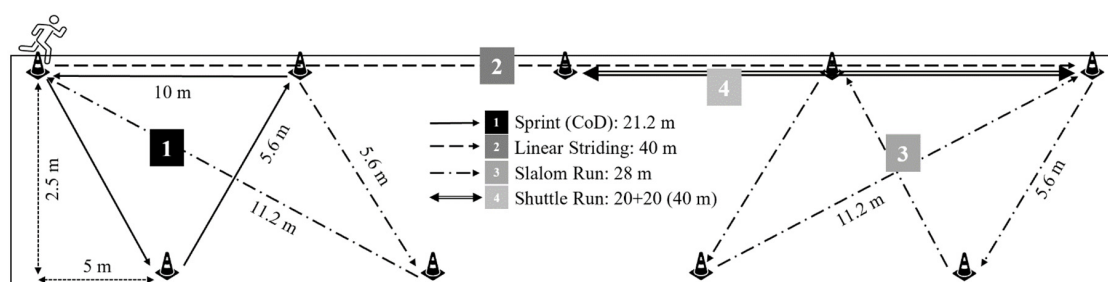 2
10 m
4
1 Sprint (CoD): 21.2 m
2 Linear Striding: 40 m
3 Slalom Run: 28 m
4 Shuttle Run: 20+20 (40 m)
1
5.6 m
5.6 m
3
5.6 m
2.5 m
11.2 m
11.2 m
5 m